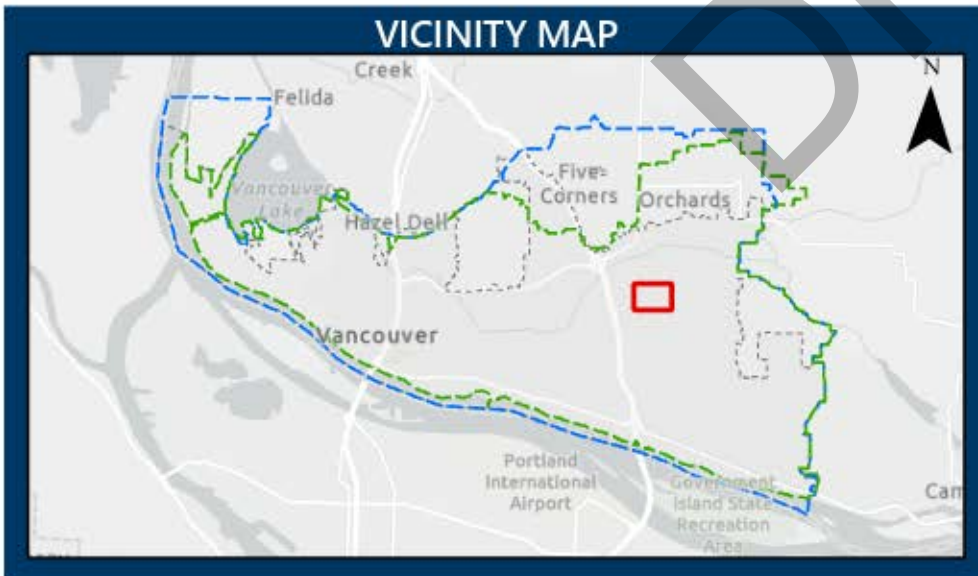 VICINITY MAP
Creek
N
Felida
Vancouver
Lake
Five
Corners
Orchards
Hazel Dell
Vancouver
Portland
International
Airport
Government
Island State
Recreation
Area
Cam